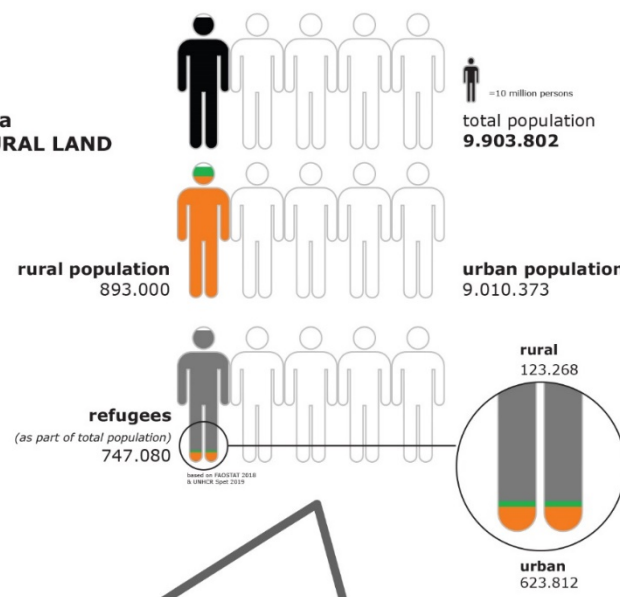 =10 million persons
a
URAL LAND
total population
9.903.802
rural population
893.000
urban population
9.010.373
rural
123.268
refugees
(as part of total population)
747.080
based on FAOSTAT 2018
& UNHCR Spet 2019
urban
623.812